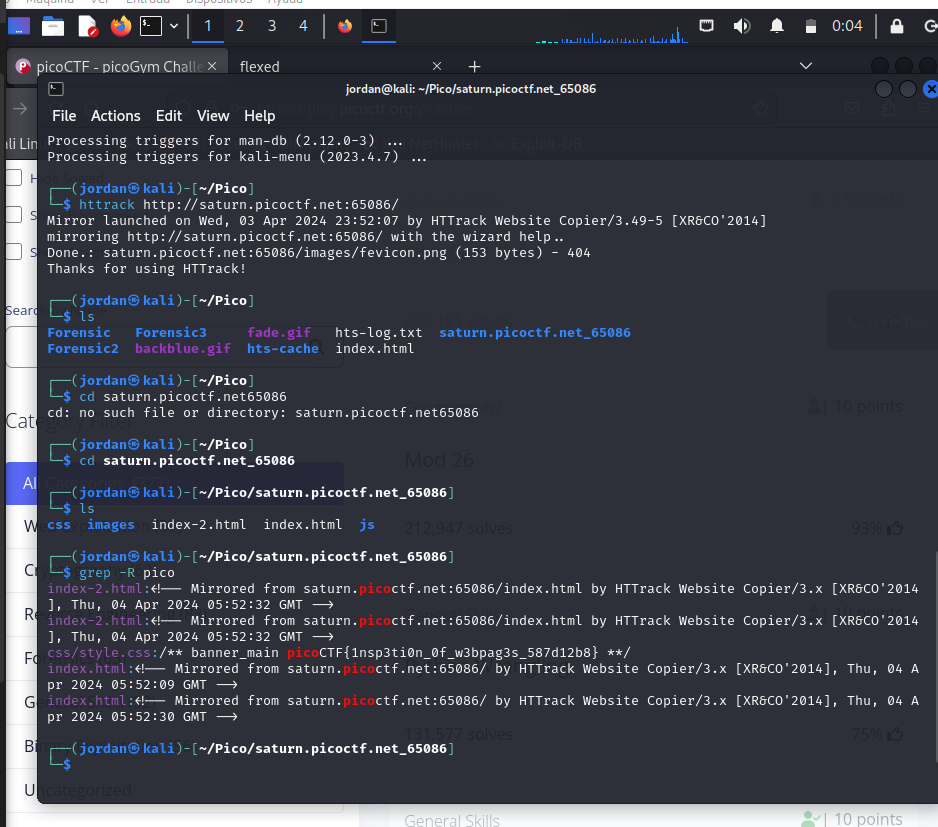 Máquina Ver Entrada Dispositivos Ayuda
1 2 3 4 0:04
picoCTF - picoGym Challe × flexed × +
jordan@kali: ~/Pico/saturn.picoctf.net_65086
File Actions Edit View Help
Processing triggers for man-db (2.12.0-3) ...
Processing triggers for kali-menu (2023.4.7) ...
┌──(jordan㉿kali)-[~/Pico]
└─$ httrack http://saturn.picoctf.net:65086/
Mirror launched on Wed, 03 Apr 2024 23:52:07 by HTTrack Website Copier/3.49-5 [XR&CO'2014]
mirroring http://saturn.picoctf.net:65086/ with the wizard help..
Done.: saturn.picoctf.net:65086/images/fevicon.png (153 bytes) - 404
Thanks for using HTTrack!
┌──(jordan㉿kali)-[~/Pico]
└─$ ls
Forensic Forensic3 fade.gif hts-log.txt saturn.picoctf.net_65086
Forensic2 backblue.gif hts-cache index.html
┌──(jordan㉿kali)-[~/Pico]
└─$ cd saturn.picoctf.net65086
cd: no such file or directory: saturn.picoctf.net65086
┌──(jordan㉿kali)-[~/Pico]
└─$ cd saturn.picoctf.net_65086
┌──(jordan㉿kali)-[~/Pico/saturn.picoctf.net_65086]
└─$ ls
css images index-2.html index.html js
┌──(jordan㉿kali)-[~/Pico/saturn.picoctf.net_65086]
└─$ grep -R pico
index-2.html:<!-- Mirrored from saturn.picoctf.net:65086/index.html by HTTrack Website Copier/3.x [XR&CO'2014
], Thu, 04 Apr 2024 05:52:32 GMT -->
index-2.html:<!-- Mirrored from saturn.picoctf.net:65086/index.html by HTTrack Website Copier/3.x [XR&CO'2014
], Thu, 04 Apr 2024 05:52:32 GMT -->
css/style.css:/** banner_main picoCTF{1nsp3ti0n_0f_w3bpag3s_587d12b8} **/
index.html:<!-- Mirrored from saturn.picoctf.net:65086/ by HTTrack Website Copier/3.x [XR&CO'2014], Thu, 04 A
pr 2024 05:52:09 GMT -->
index.html:<!-- Mirrored from saturn.picoctf.net:65086/ by HTTrack Website Copier/3.x [XR&CO'2014], Thu, 04 A
pr 2024 05:52:30 GMT -->
┌──(jordan㉿kali)-[~/Pico/saturn.picoctf.net_65086]
└─$
Exploit-DB
Category Filter
10 points
Mod 26
212,947 solves 93%
General Skills
131,577 solves 75%
Uncategorized
General Skills | 10 points